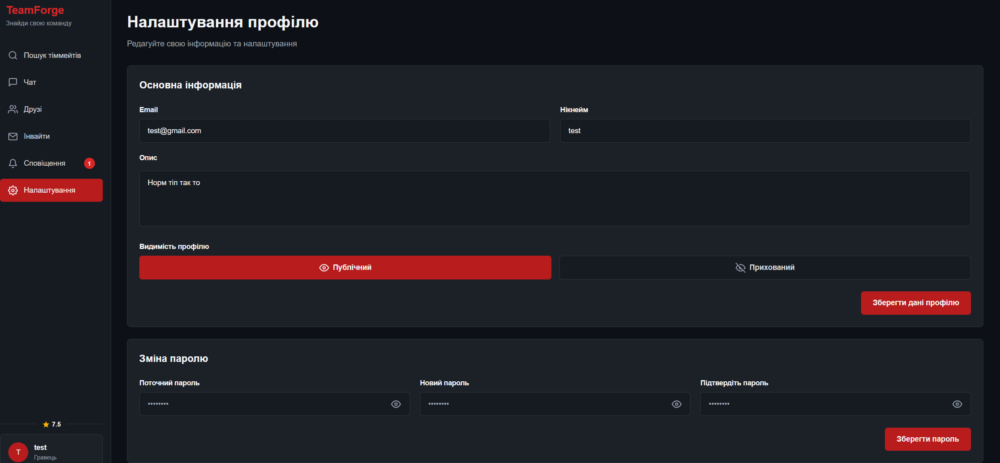 TeamForge
Знайди свою команду
Пошук тіммейтів
Чат
Друзі
Інвайти
Сповіщення 1
Налаштування
7.5
T
test
Гравець
Налаштування профілю
Редагуйте свою інформацію та налаштування
Основна інформація
Email
Нікнейм
test@gmail.com
test
Опис
Норм тіп так то
Видимість профілю
Публічний
Прихований
Зберегти дані профілю
Зміна паролю
Поточний пароль
Новий пароль
Підтвердіть пароль
••••••••
••••••••
••••••••
Зберегти пароль